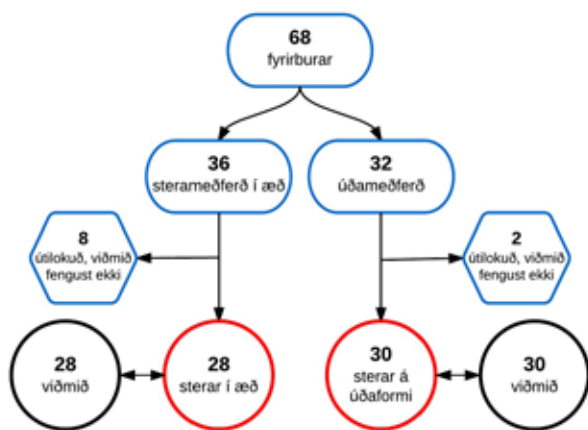 68
fyrirburar
36
sterameðferð í æð
32
úðameðferð
8
útilokuð, viðmið
fengust ekki
2
útilokuð, viðmið
fengust ekki
28
viðmið
28
sterar í æð
30
sterar á
úðaformi
30
viðmið